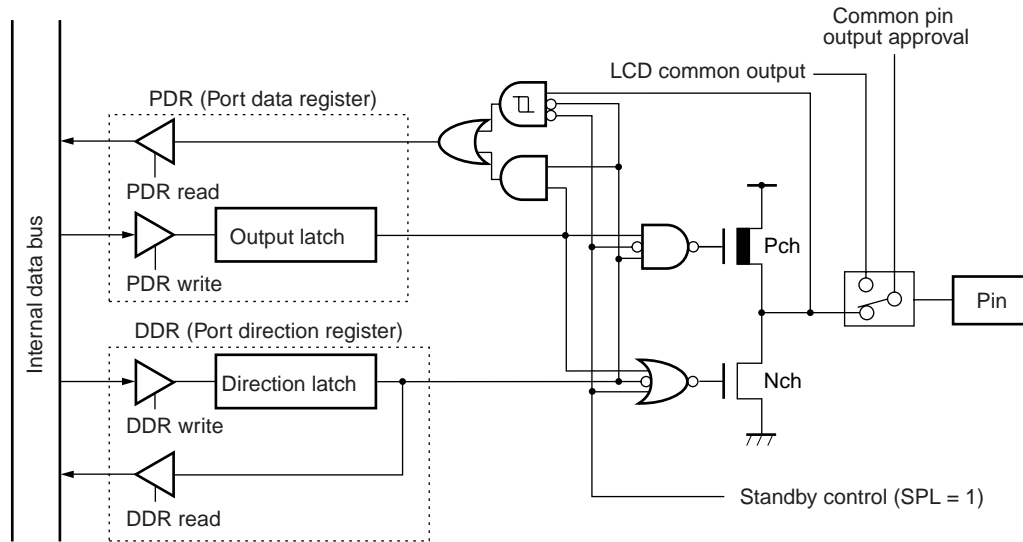 Common pin
output approval
LCD common output
PDR (Port data register)
PDR read
Output latch
PDR write
Pch
Pin
Internal data bus
DDR (Port direction register)
Direction latch
DDR write
Nch
DDR read
Standby control (SPL = 1)